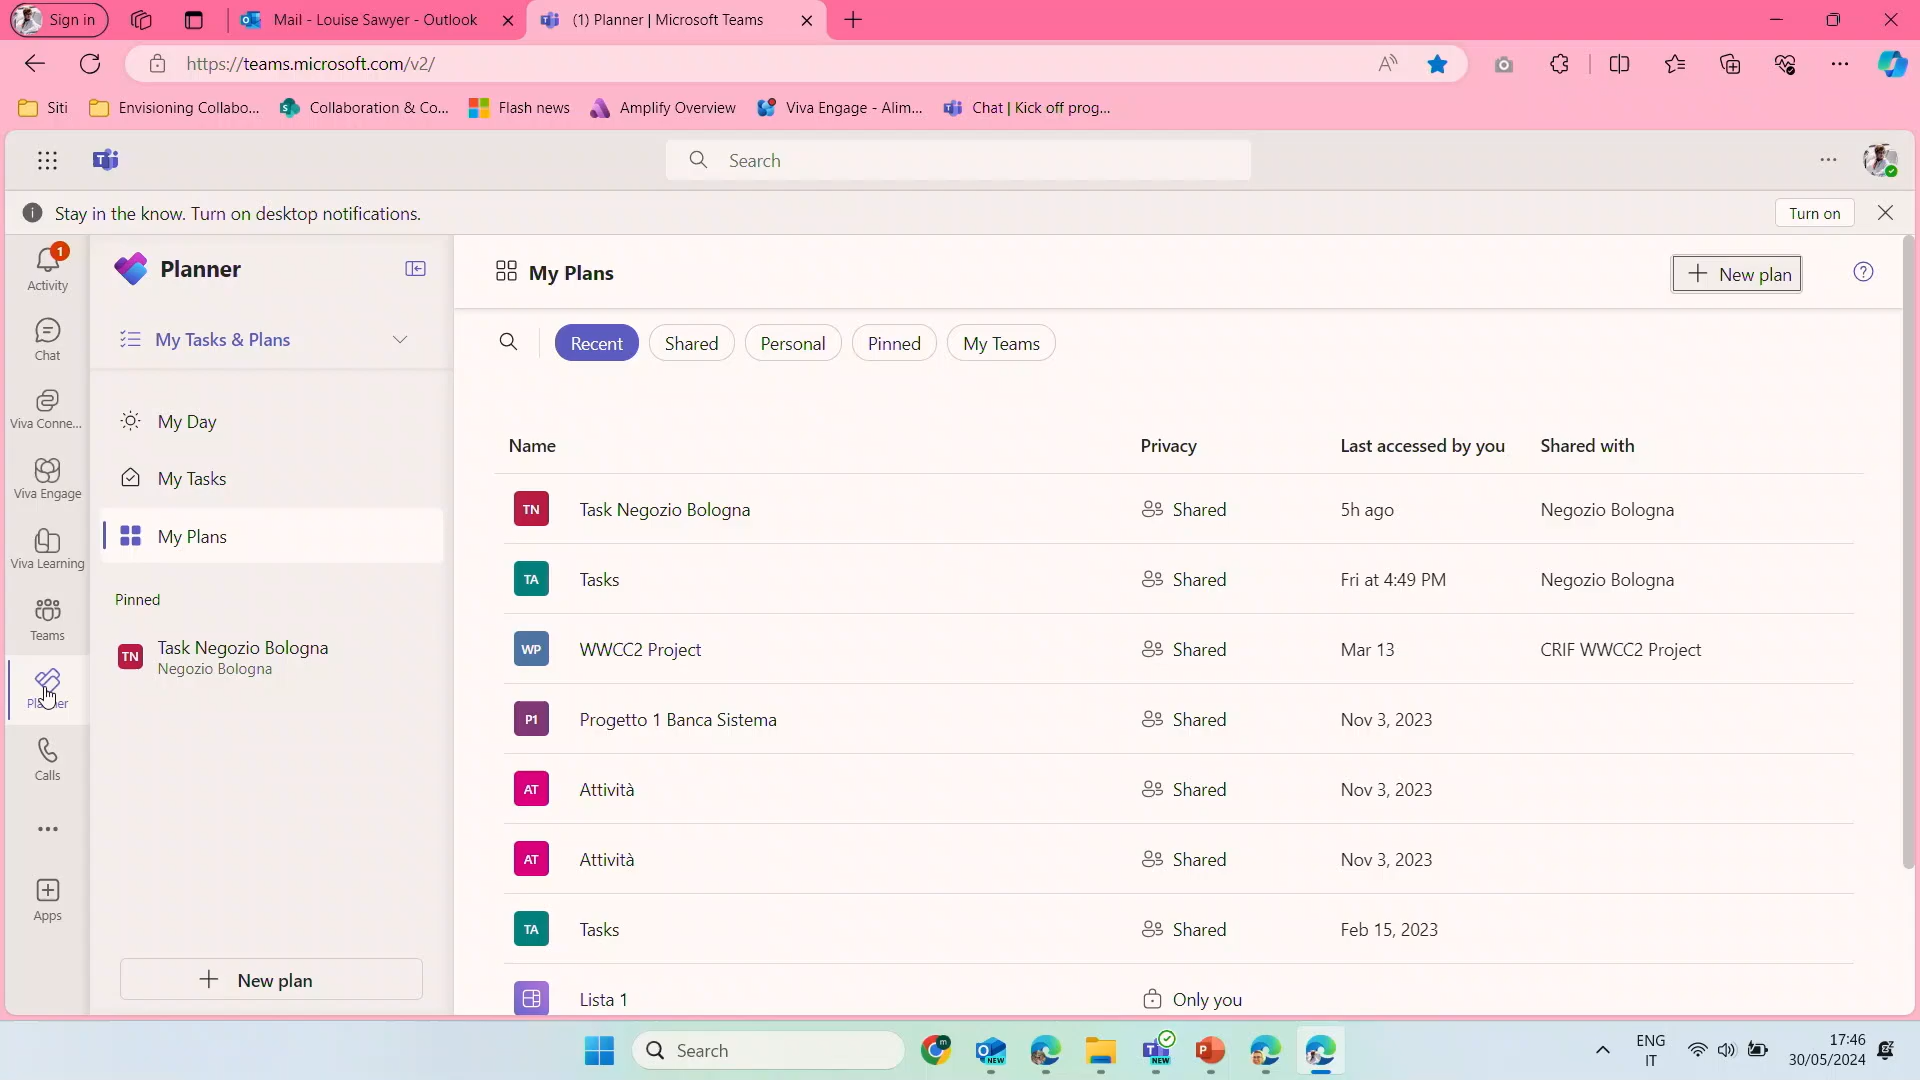 Sign in
Mail - Louise Sawyer - Outlook
(1) Planner | Microsoft Teams
https://teams.microsoft.com/v2/
Siti
Envisioning Collabo...
Collaboration & Co...
Flash news
Amplify Overview
Viva Engage - Alim...
Chat | Kick off prog...
Search
Stay in the know. Turn on desktop notifications.
Turn on
1
Activity
Chat
Viva Conne...
Viva Engage
Viva Learning
Teams
Planner
Calls
Apps
Planner
My Tasks & Plans
My Day
My Tasks
My Plans
Pinned
TN
Task Negozio Bologna
Negozio Bologna
New plan
My Plans
New plan
Recent
Shared
Personal
Pinned
My Teams
Name Privacy Last accessed by you Shared with
TN Task Negozio Bologna Shared 5h ago Negozio Bologna
TA Tasks Shared Fri at 4:49 PM Negozio Bologna
WP WWCC2 Project Shared Mar 13 CRIF WWCC2 Project
P1 Progetto 1 Banca Sistema Shared Nov 3, 2023
AT Attività Shared Nov 3, 2023
AT Attività Shared Nov 3, 2023
TA Tasks Shared Feb 15, 2023
Lista 1 Only you
Search
NEW
NEW
ENG
IT
17:46
30/05/2024